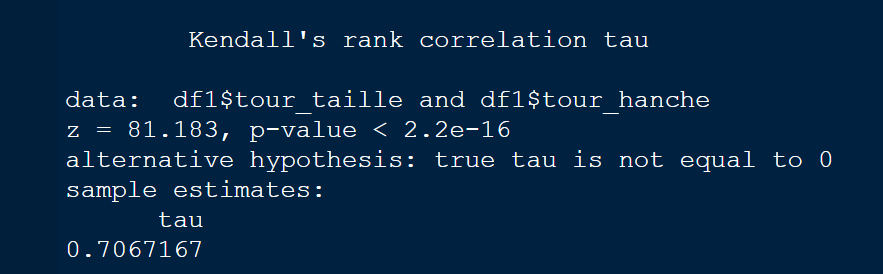 Kendall's rank correlation tau
data:  df1$tour_taille and df1$tour_hanche
z = 81.183, p-value < 2.2e-16
alternative hypothesis: true tau is not equal to 0
sample estimates:
tau
0.7067167